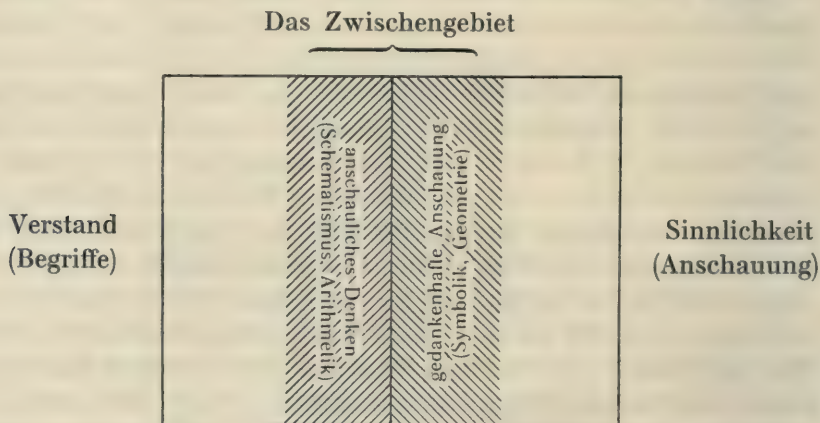 Das Zwischengebiet
Verstand
(Begriffe)
anschauliches Denken
(Schematismus, Arithmetik)
gedankenhafte Anschauung
(Symbolik, Geometrie)
Sinnlichkeit
(Anschauung)